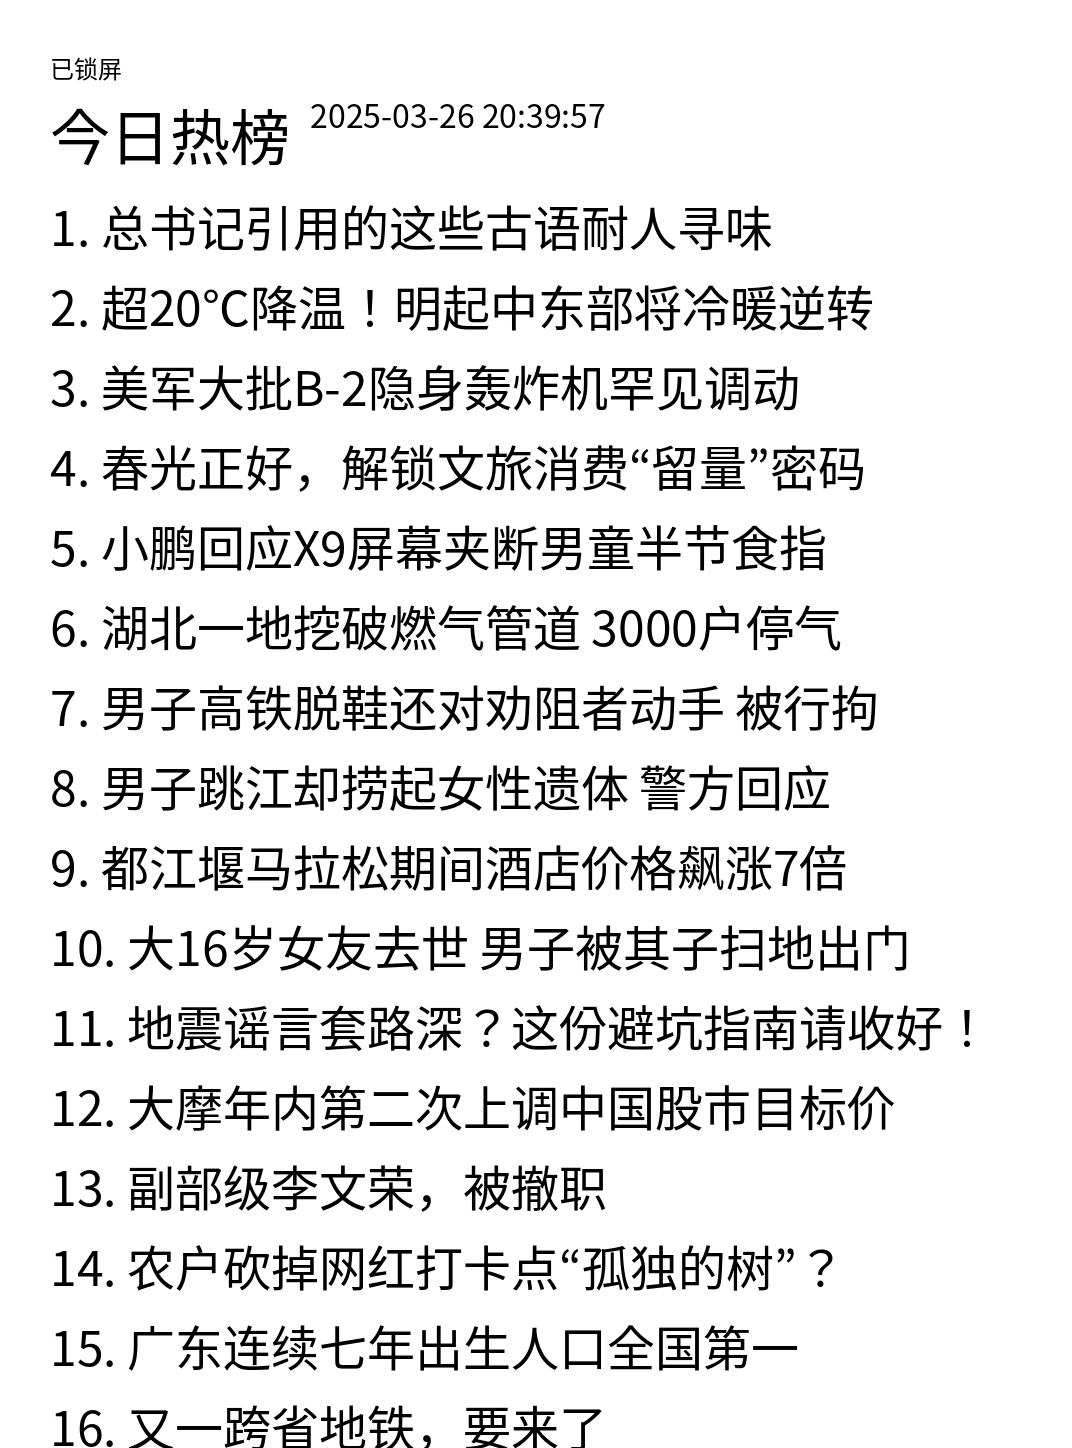 已锁屏
今日热榜 2025-03-26 20:39:57
1. 总书记引用的这些古语耐人寻味
2. 超20℃降温！明起中东部将冷暖逆转
3. 美军大批B-2隐身轰炸机罕见调动
4. 春光正好，解锁文旅消费“留量”密码
5. 小鹏回应X9屏幕夹断男童半节食指
6. 湖北一地挖破燃气管道 3000户停气
7. 男子高铁脱鞋还对劝阻者动手 被行拘
8. 男子跳江却捞起女性遗体 警方回应
9. 都江堰马拉松期间酒店价格飙涨7倍
10. 大16岁女友去世 男子被其子扫地出门
11. 地震谣言套路深？这份避坑指南请收好！
12. 大摩年内第二次上调中国股市目标价
13. 副部级李文荣，被撤职
14. 农户砍掉网红打卡点“孤独的树”？
15. 广东连续七年出生人口全国第一
16. 又一跨省地铁，要来了